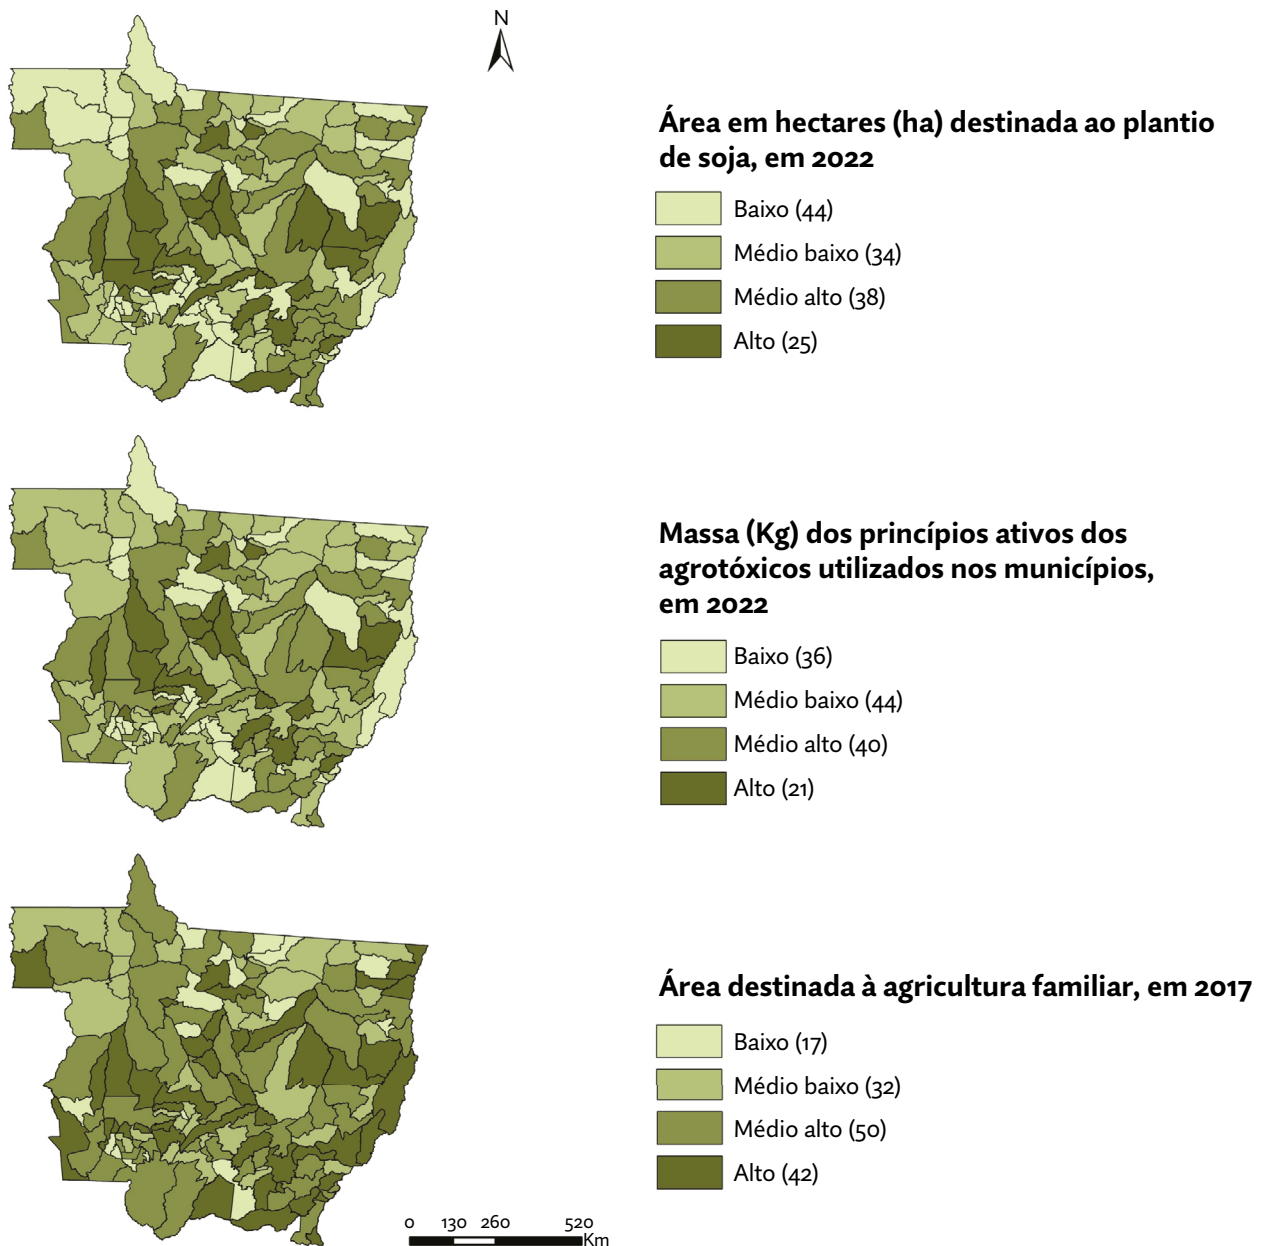 N
Área em hectares (ha) destinada ao plantio
de soja, em 2022
Baixo (44)
Médio baixo (34)
Médio alto (38)
Alto (25)
Massa (Kg) dos princípios ativos dos
agrotóxicos utilizados nos municípios,
em 2022
Baixo (36)
Médio baixo (44)
Médio alto (40)
Alto (21)
Área destinada à agricultura familiar, em 2017
Baixo (17)
Médio baixo (32)
Médio alto (50)
Alto (42)
0 130 260 520
Km